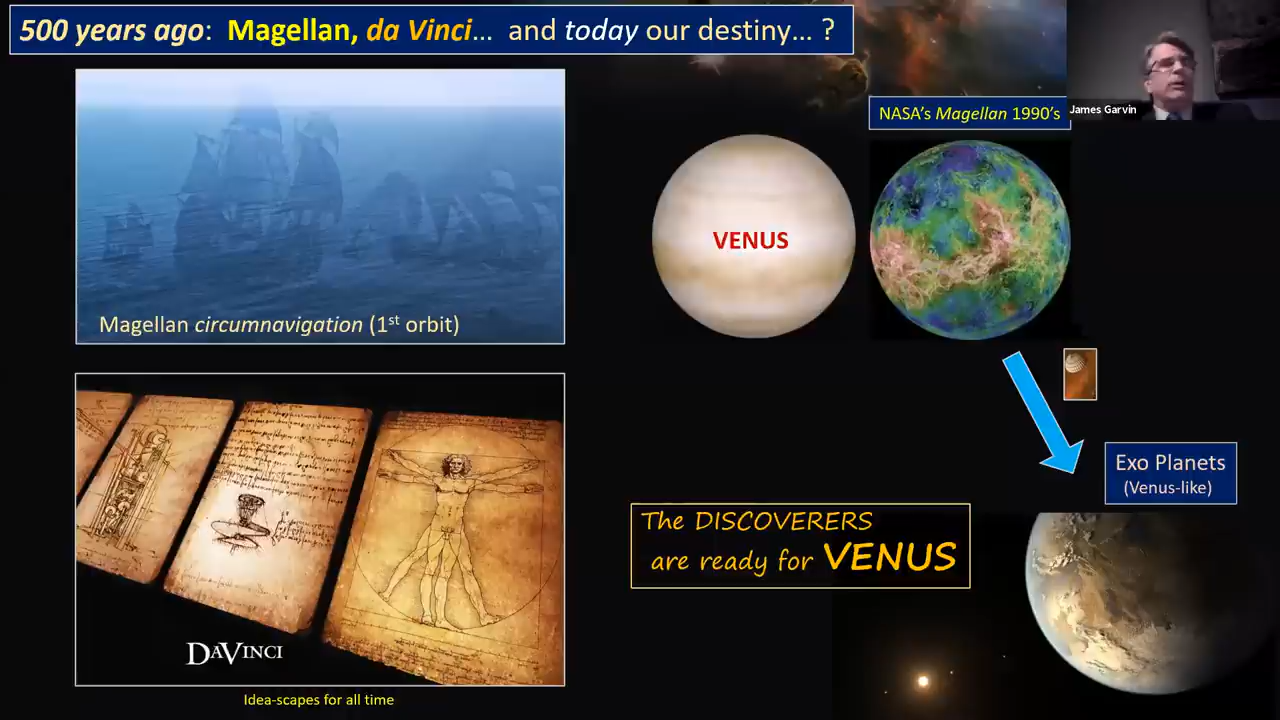 500 years ago: Magellan, da Vinci... and today our destiny... ?
NASA's Magellan 1990's
James Garvin
VENUS
Magellan circumnavigation (1st orbit)
Exo Planets
(Venus-like)
The DISCOVERERS
are ready for VENUS
DAVINCI
Idea-scapes for all time